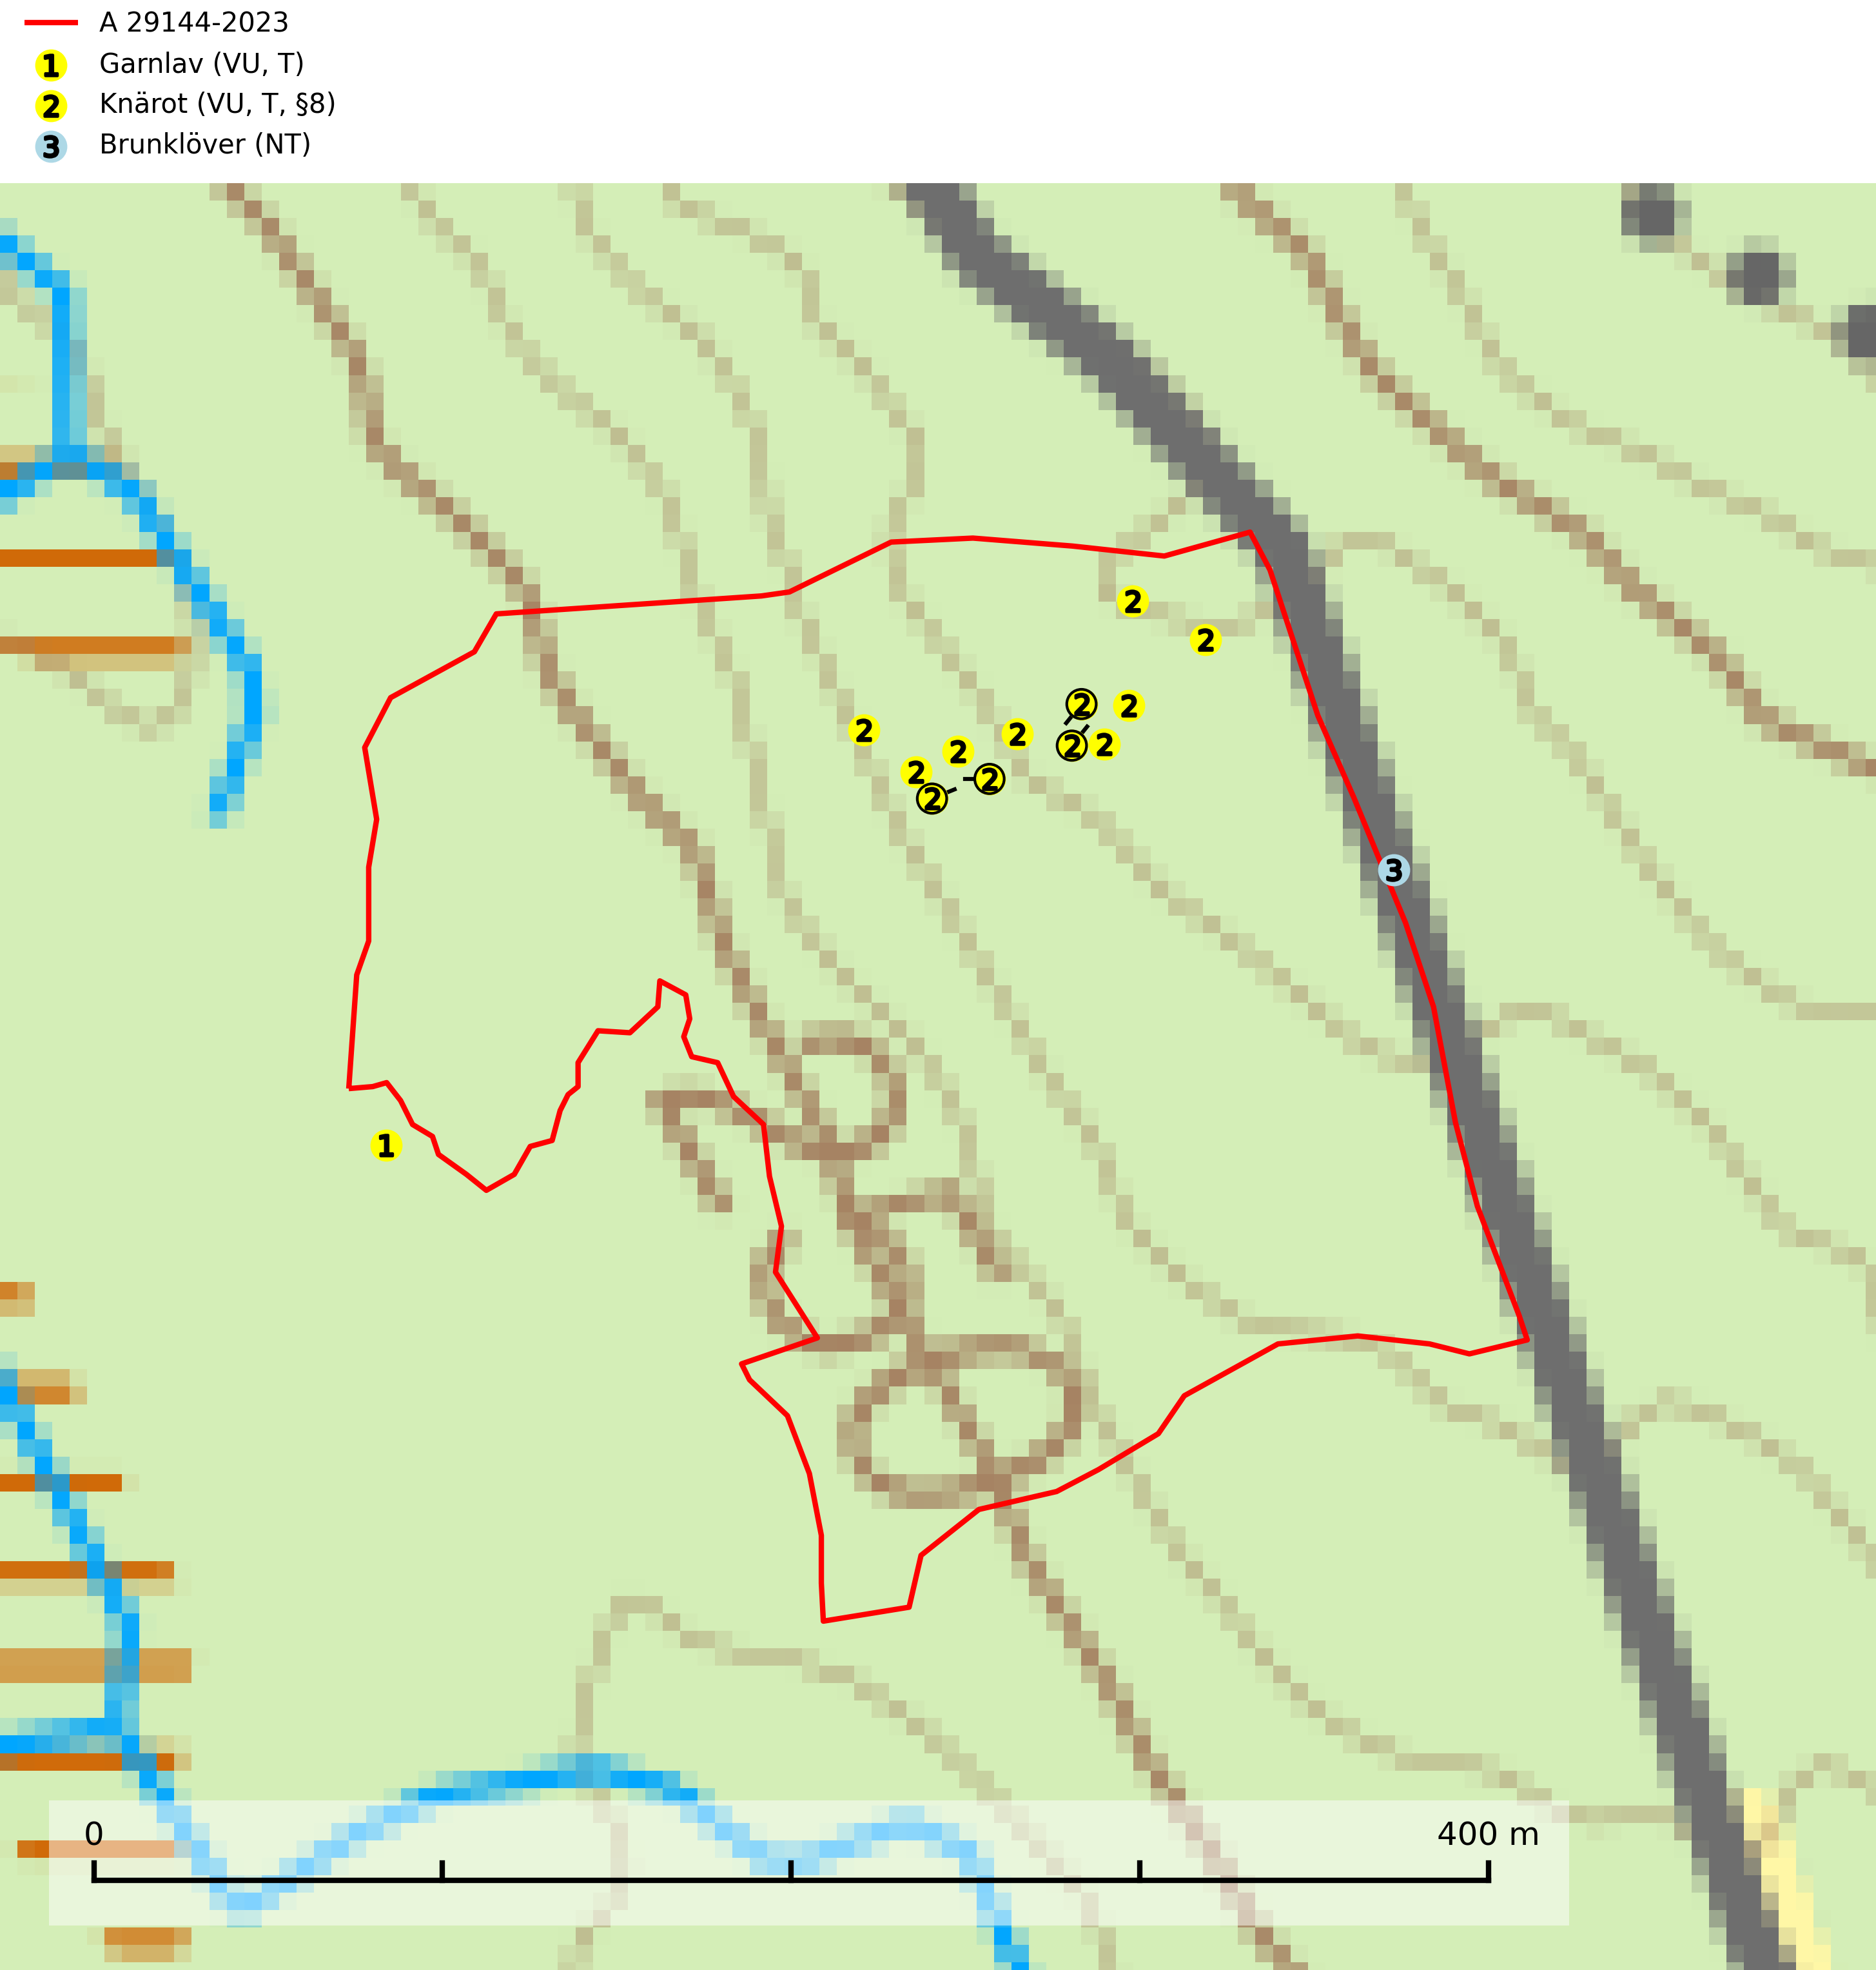 A 29144-2023
1 Garnlav (VU, T)
2 Knärot (VU, T, §8)
3 Brunklöver (NT)
2
2
2 2
2 2
2 2 2
2 2
2
3
1
0 400 m